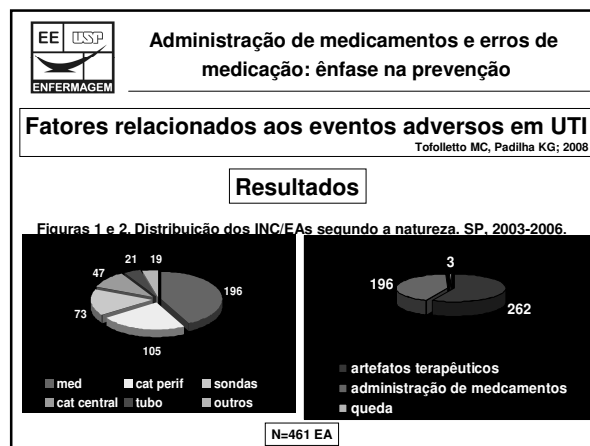 EE USP
ENFERMAGEM
Administração de medicamentos e erros de
medicação: ênfase na prevenção
Fatores relacionados aos eventos adversos em UTI
Tofolletto MC, Padilha KG; 2008
Resultados
Figuras 1 e 2. Distribuição dos INC/EAs segundo a natureza. SP, 2003-2006.
21 19
47
196
73
105
med cat perif sondas
cat central tubo outros
3
196
262
artefatos terapêuticos
administração de medcamentos
queda
N=461 EA